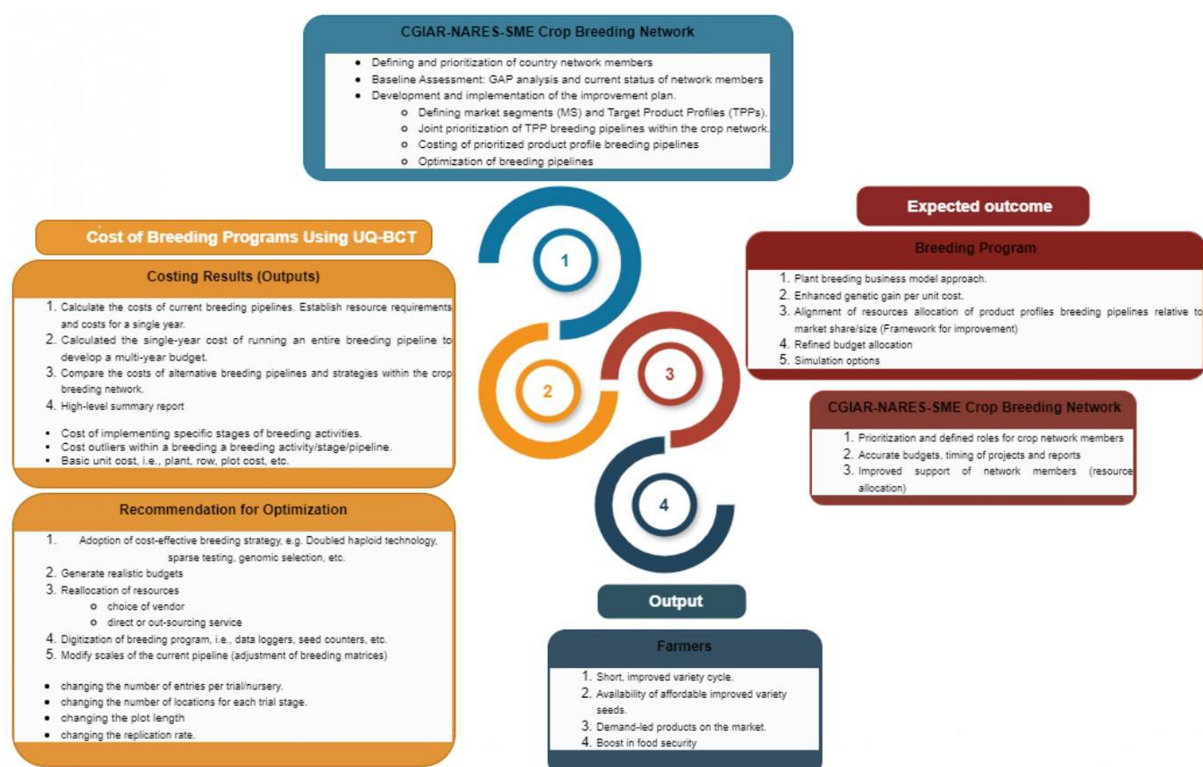 CGIAR-NARES-SME Crop Breeding Network
• Defining and prioritization of country network members
• Baseline Assessment: GAP analysis and current status of network members
• Development and implementation of the improvement plan.
○ Defining market segments (MS) and Target Product Profiles (TPPs).
○ Joint prioritization of TPP breeding pipelines within the crop network.
○ Costing of prioritized product profile breeding pipelines
○ Optimization of breeding pipelines
1
2
3
4
Cost of Breeding Programs Using UQ-BCT
Costing Results (Outputs)
1. Calculate the costs of current breeding pipelines. Establish resource requirements
and costs for a single year.
2. Calculated the single-year cost of running an entire breeding pipeline to
develop a multi-year budget.
3. Compare the costs of alternative breeding pipelines and strategies within the crop
breeding network.
4. High-level summary report
• Cost of implementing specific stages of breeding activities.
• Cost outliers within a breeding a breeding activity/stage/pipeline.
• Basic unit cost, i.e., plant, row, plot cost, etc.
Recommendation for Optimization
1. Adoption of cost-effective breeding strategy, e.g. Doubled haploid technology,
sparse testing, genomic selection, etc.
2. Generate realistic budgets
3. Reallocation of resources
○ choice of vendor
○ direct or out-sourcing service
4. Digitization of breeding program, i.e., data loggers, seed counters, etc.
5. Modify scales of the current pipeline (adjustment of breeding matrices)
• changing the number of entries per trial/nursery.
• changing the number of locations for each trial stage.
• changing the plot length
• changing the replication rate.
Expected outcome
Breeding Program
1. Plant breeding business model approach.
2. Enhanced genetic gain per unit cost.
3. Alignment of resources allocation of product profiles breeding pipelines relative to
market share/size (Framework for improvement)
4. Refined budget allocation
5. Simulation options
CGIAR-NARES-SME Crop Breeding Network
1. Prioritization and defined roles for crop network members
2. Accurate budgets, timing of projects and reports
3. Improved support of network members (resource
allocation)
Output
Farmers
1. Short, improved variety cycle.
2. Availability of affordable improved variety
seeds.
3. Demand-led products on the market.
4. Boost in food security